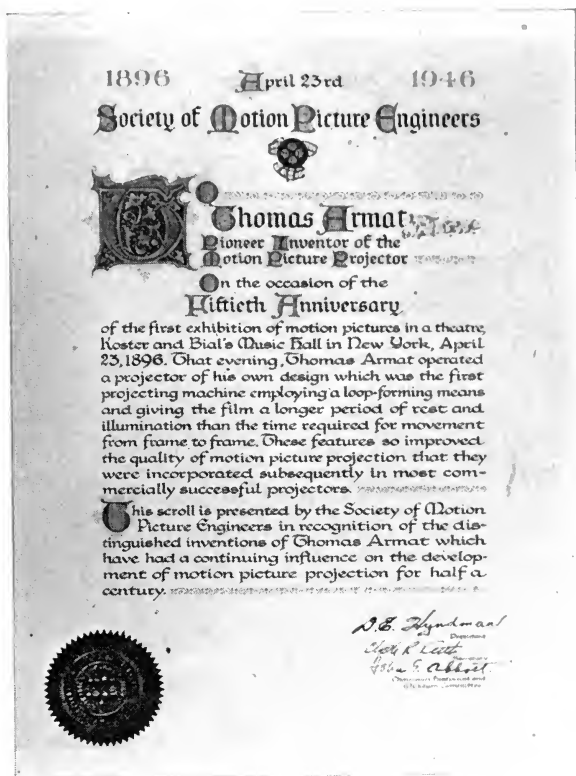 1896 April 23rd 1946
Society of Motion Picture Engineers
To
Thomas Armat
Pioneer Inventor of the
Motion Picture Projector
On the occasion of the
Fiftieth Anniversary
of the first exhibition of motion pictures in a theatre,
Koster and Bial's Music Hall in New York, April
23, 1896. That evening, Thomas Armat operated
a projector of his own design which was the first
projecting machine employing a loop-forming means
and giving the film a longer period of rest and
illumination than the time required for movement
from frame to frame. These features so improved
the quality of motion picture projection that they
were incorporated subsequently in most com-
mercially successful projectors.
This scroll is presented by the Society of Motion
Picture Engineers in recognition of the dis-
tinguished inventions of Thomas Armat which
have had a continuing influence on the develop-
ment of motion picture projection for half a
century.
D.E. Hyndman
President
Secretary
John G. Abbott